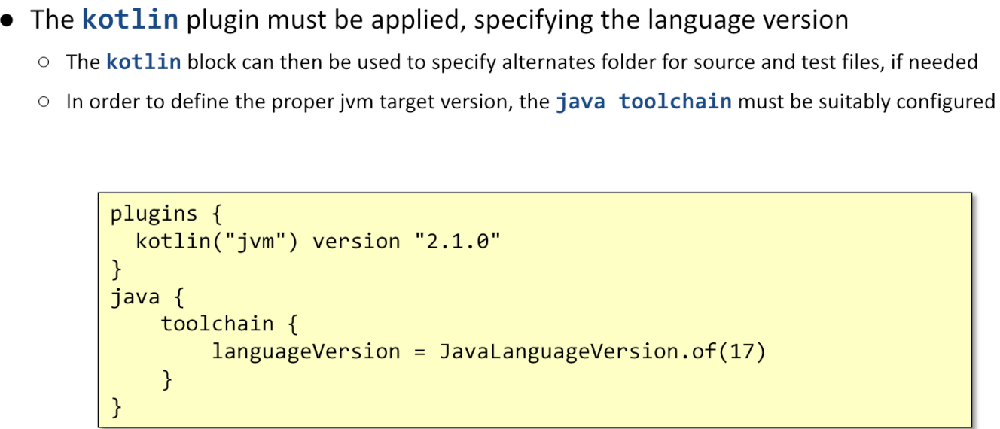 ● The kotlin plugin must be applied, specifying the language version
○ The kotlin block can then be used to specify alternates folder for source and test files, if needed
○ In order to define the proper jvm target version, the java toolchain must be suitably configured
plugins {
  kotlin("jvm") version "2.1.0"
}
java {
    toolchain {
        languageVersion = JavaLanguageVersion.of(17)
    }
}